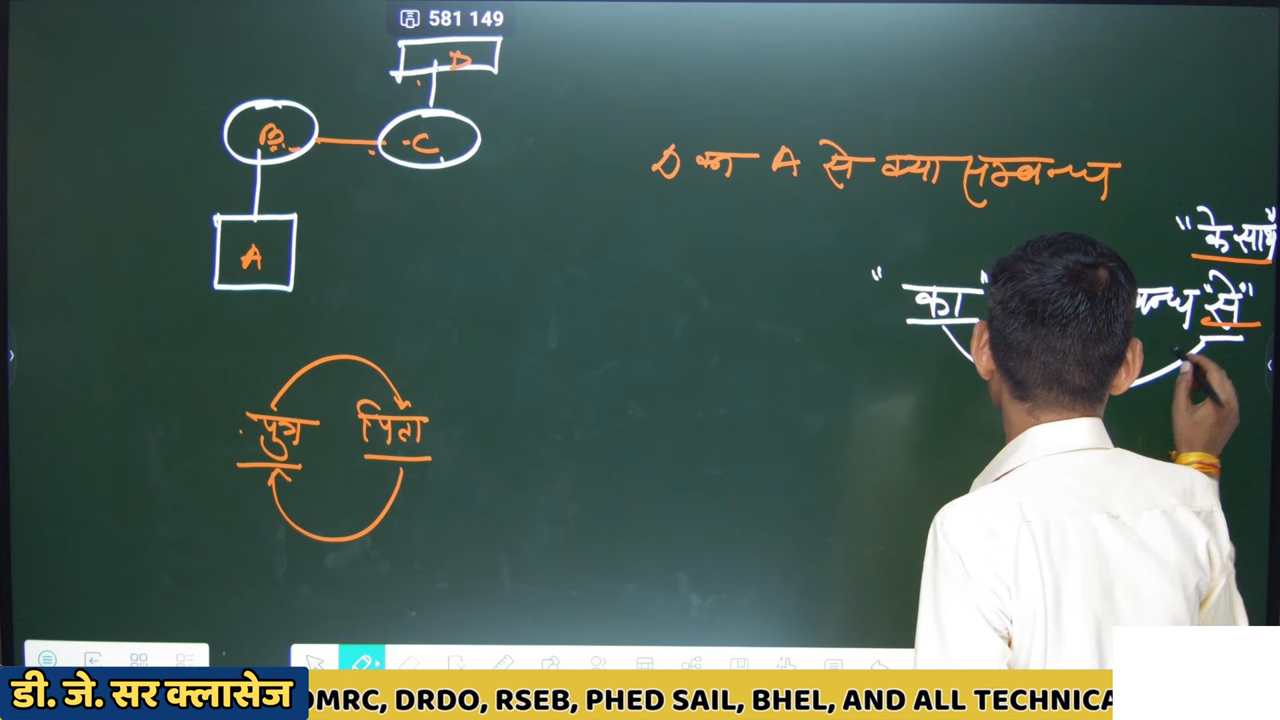 581 149
D
B
C
A
D का A से क्या सम्बन्ध
"के साथ"
"का" न्ध "से"
पुत्र पिता
डी. जे. सर क्लासेज
DMRC, DRDO, RSEB, PHED SAIL, BHEL, AND ALL TECHNICA